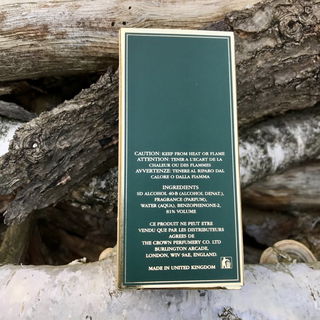 CAUTION: KEEP FROM HEAT OR FLAME
ATTENTION: TENIR A L'ECART DE LA
CHALEUR OU DES FLAMMES
AVVERTENZE: TENERE AL RIPARO DAL
CALORE O DALLA FIAMMA
INGREDIENTS
SD ALCOHOL 40-B (ALCOHOL DENAT.),
FRAGRANCE (PARFUM),
WATER (AQUA), BENZOPHENONE-2,
81% VOLUME
CE PRODUIT NE PEUT ETRE
VENDU QUE PAR LES DISTRIBUTEURS
AGREES DE
THE CROWN PERFUMERY CO. LTD
BURLINGTON ARCADE,
LONDON, W1V 9AE, ENGLAND.
MADE IN UNITED KINGDOM